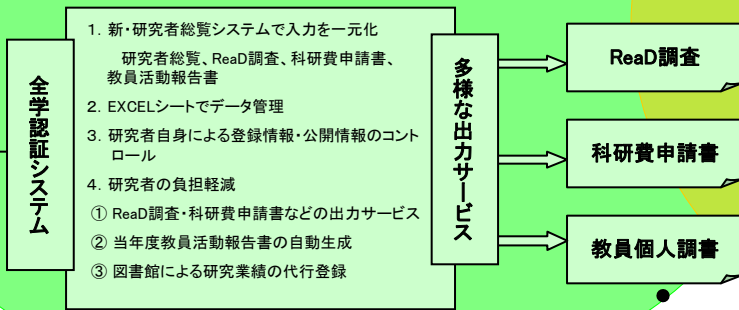 全学認証システム
1. 新・研究者総覧システムで入力を一元化
研究者総覧、ReaD調査、科研費申請書、
教員活動報告書
2. EXCELシートでデータ管理
3. 研究者自身による登録情報・公開情報のコント
ロール
4. 研究者の負担軽減
① ReaD調査・科研費申請書などの出力サービス
② 当年度教員活動報告書の自動生成
③ 図書館による研究業績の代行登録
多様な出力サービス
ReaD調査
科研費申請書
教員個人調書